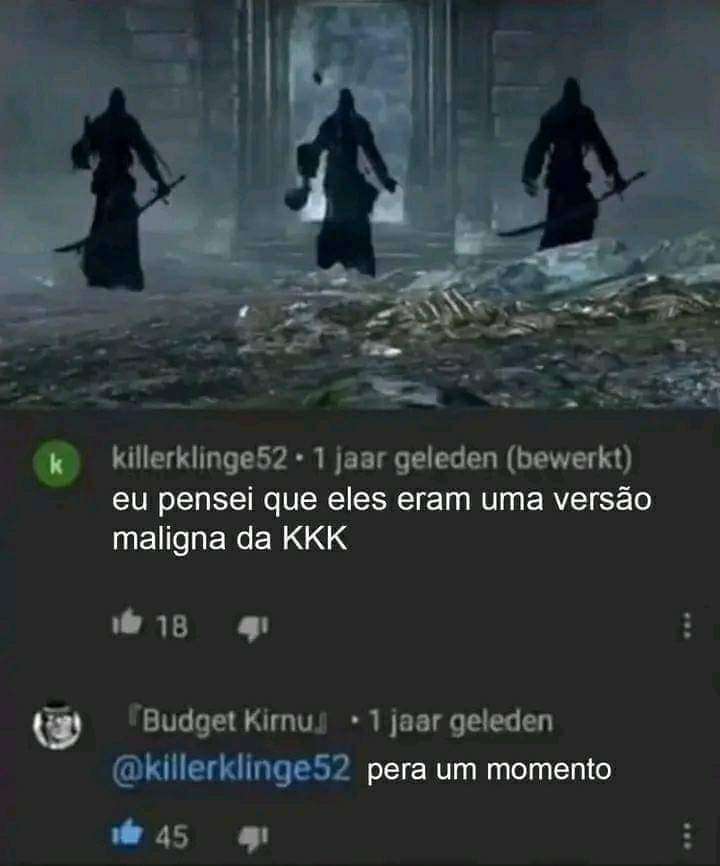 k
killerklinge52 • 1 jaar geleden (bewerkt)
eu pensei que eles eram uma versão
maligna da KKK
18
『Budget Kirnu』 • 1 jaar geleden
@killerklinge52 pera um momento
45